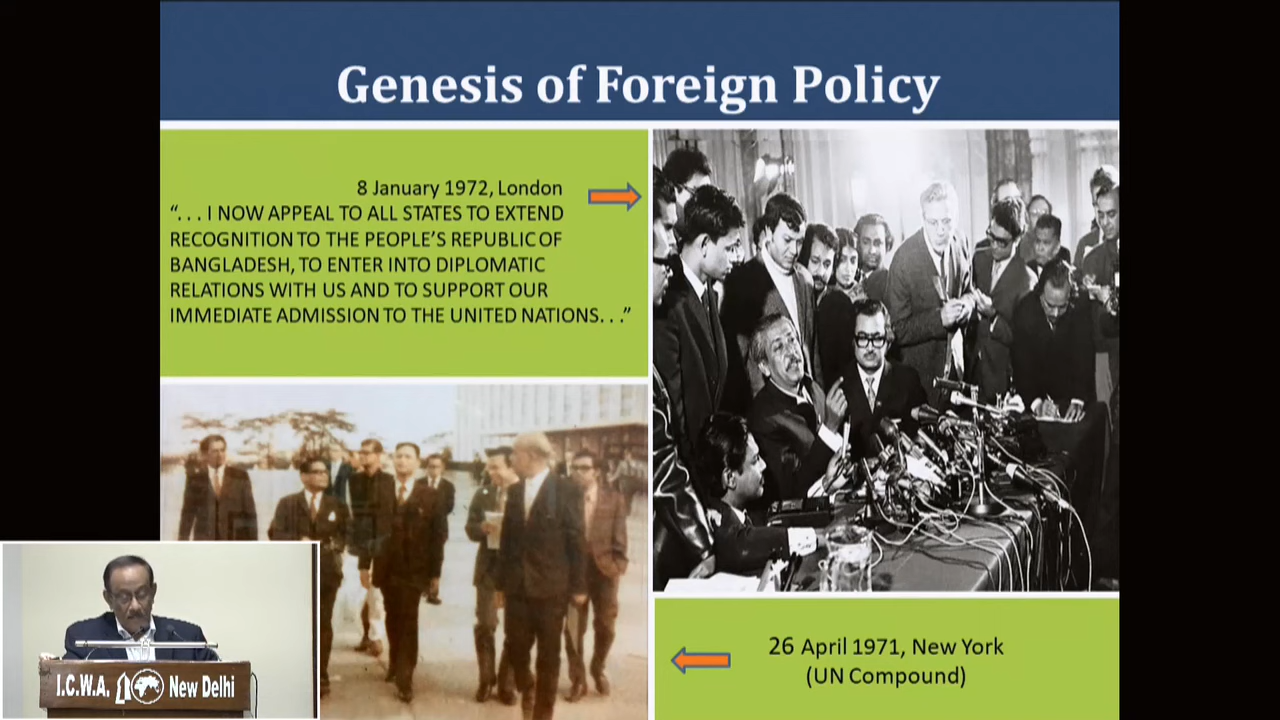 Genesis of Foreign Policy
8 January 1972, London
“. . . I NOW APPEAL TO ALL STATES TO EXTEND
RECOGNITION TO THE PEOPLE’S REPUBLIC OF
BANGLADESH, TO ENTER INTO DIPLOMATIC
RELATIONS WITH US AND TO SUPPORT OUR
IMMEDIATE ADMISSION TO THE UNITED NATIONS. . .”
26 April 1971, New York
(UN Compound)
I.C.W.A. New Delhi